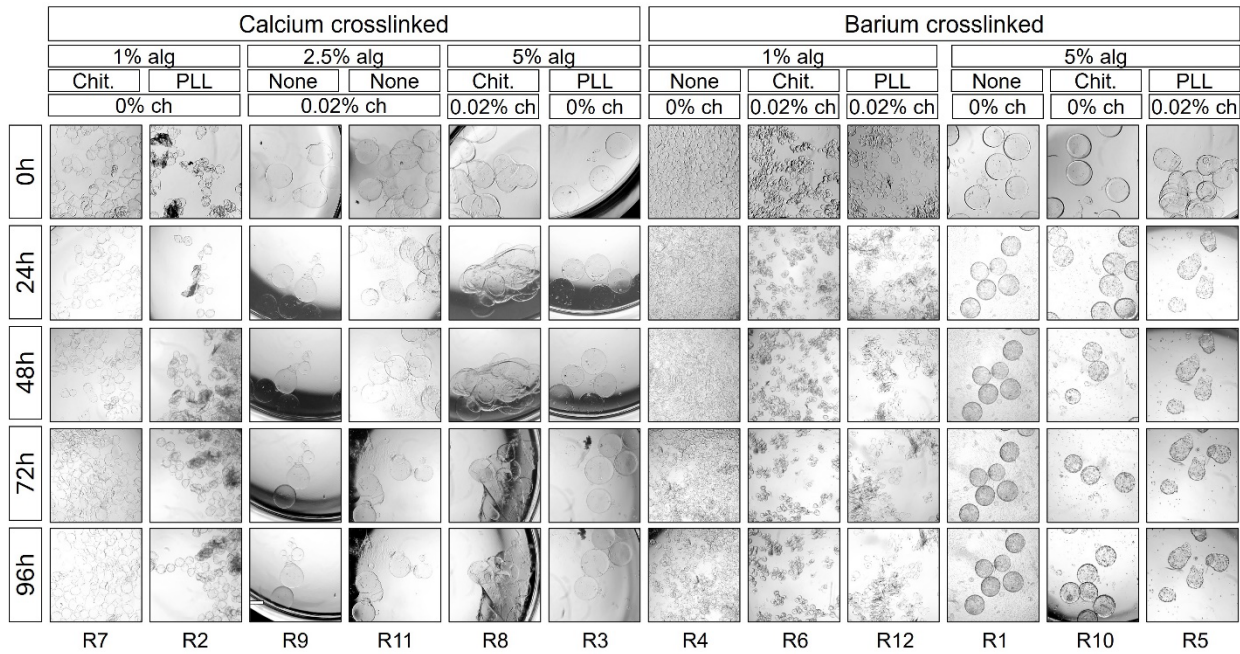 Calcium crosslinked Barium crosslinked
1% alg 2.5% alg 5% alg 1% alg 5% alg
Chit. PLL None None Chit. PLL None Chit. PLL None Chit. PLL
0% ch 0.02% ch 0.02% ch 0% ch 0% ch 0.02% ch 0.02% ch 0% ch 0% ch 0.02% ch
0h
24h
48h
72h
96h
R7 R2 R9 R11 R8 R3 R4 R6 R12 R1 R10 R5